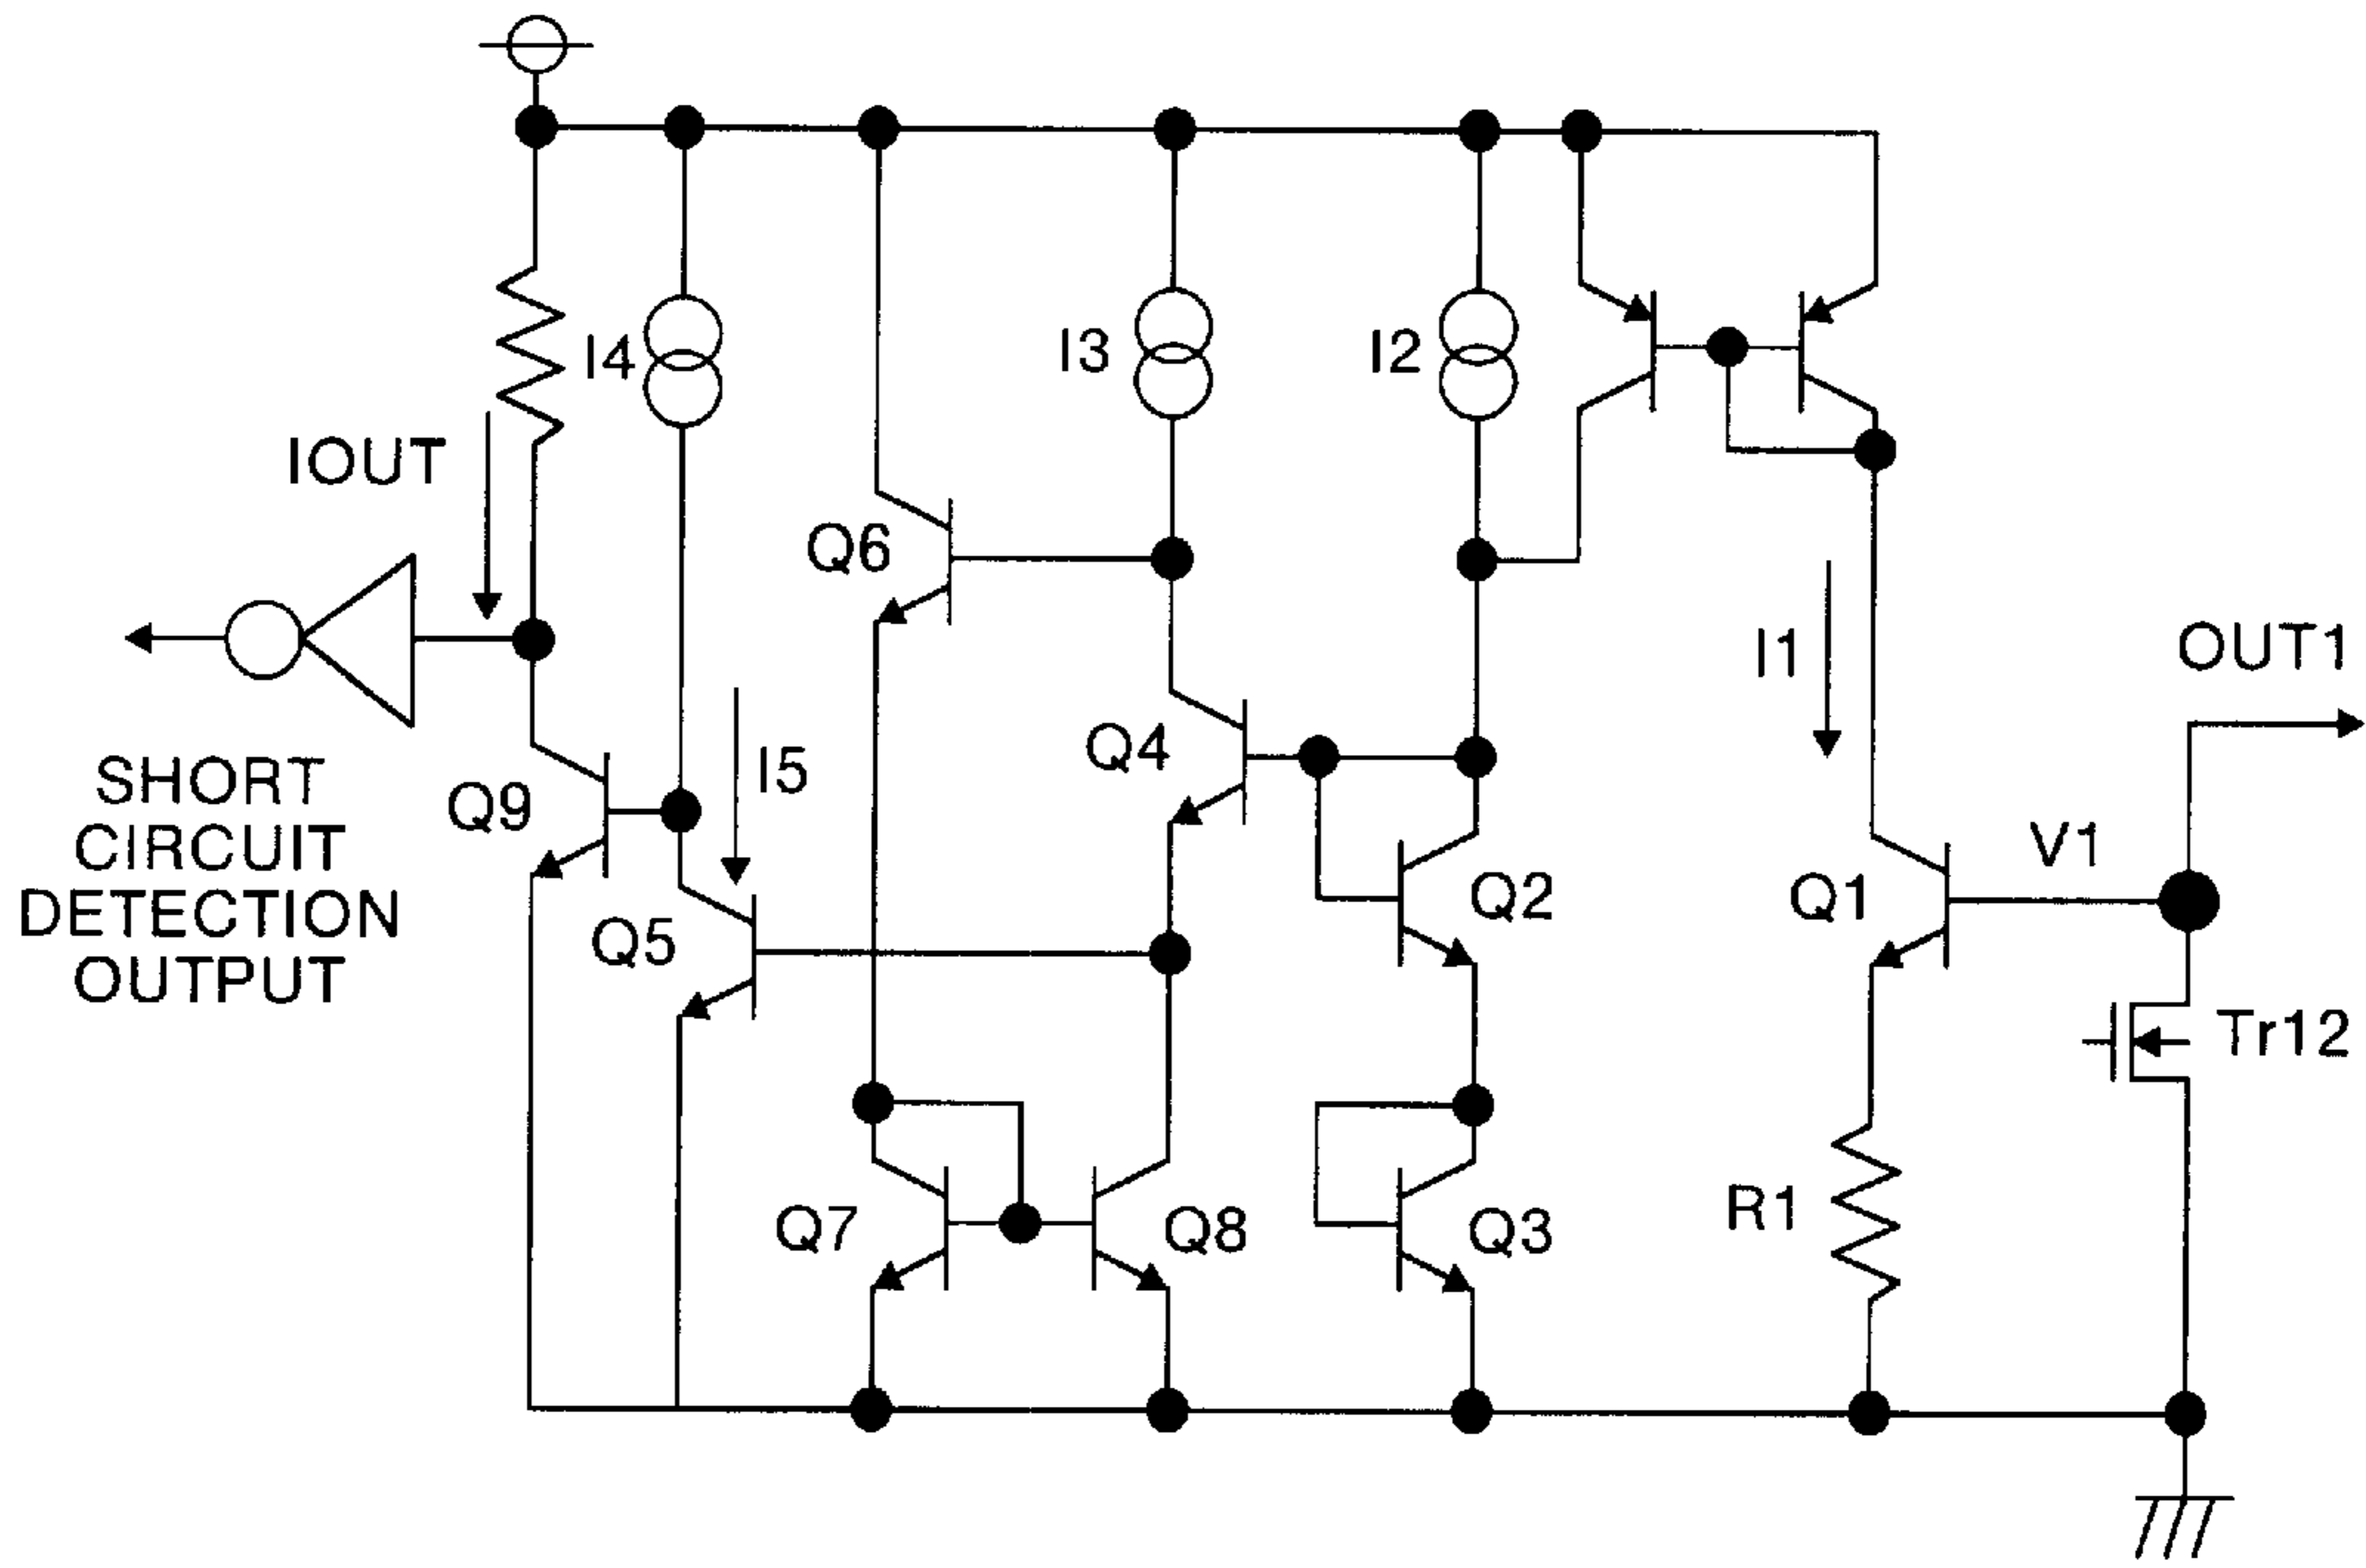 I4
I3
I2
IOUT
Q6
I1
OUT1
Q4
I5
SHORT
CIRCUIT
DETECTION
OUTPUT
Q9
V1
Q5
Q2
Q1
Tr12
Q7
Q8
Q3
R1